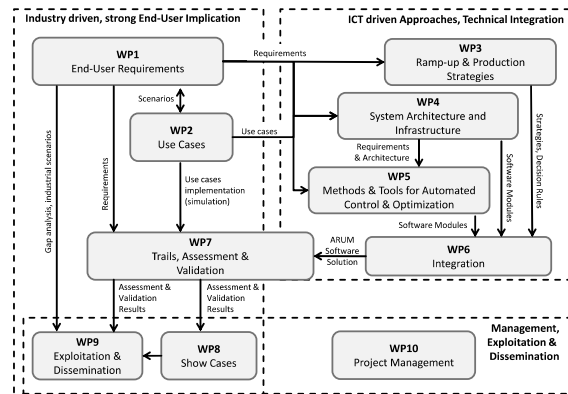 Industry driven, strong End-User Implication
ICT driven Approaches, Technical Integration
WP1
End-User Requirements
Requirements
WP3
Ramp-up & Production
Strategies
Scenarios
WP4
System Architecture and
Infrastructure
WP2
Use Cases
Use cases
Requirements
& Architecture
Gap analysis, industrial scenarios
Requirements
Use cases
implementation
(simulation)
WP5
Methods & Tools for Automated
Control & Optimization
Software
Modules
Strategies, Decision Rules
Software Modules
WP7
Trails, Assessment &
Validation
ARUM
Software
Solution
WP6
Integration
Assessment &
Validation
Results
Assessment &
Validation
Results
WP9
Exploitation &
Dissemination
WP8
Show Cases
WP10
Project Management
Management,
Exploitation &
Dissemination